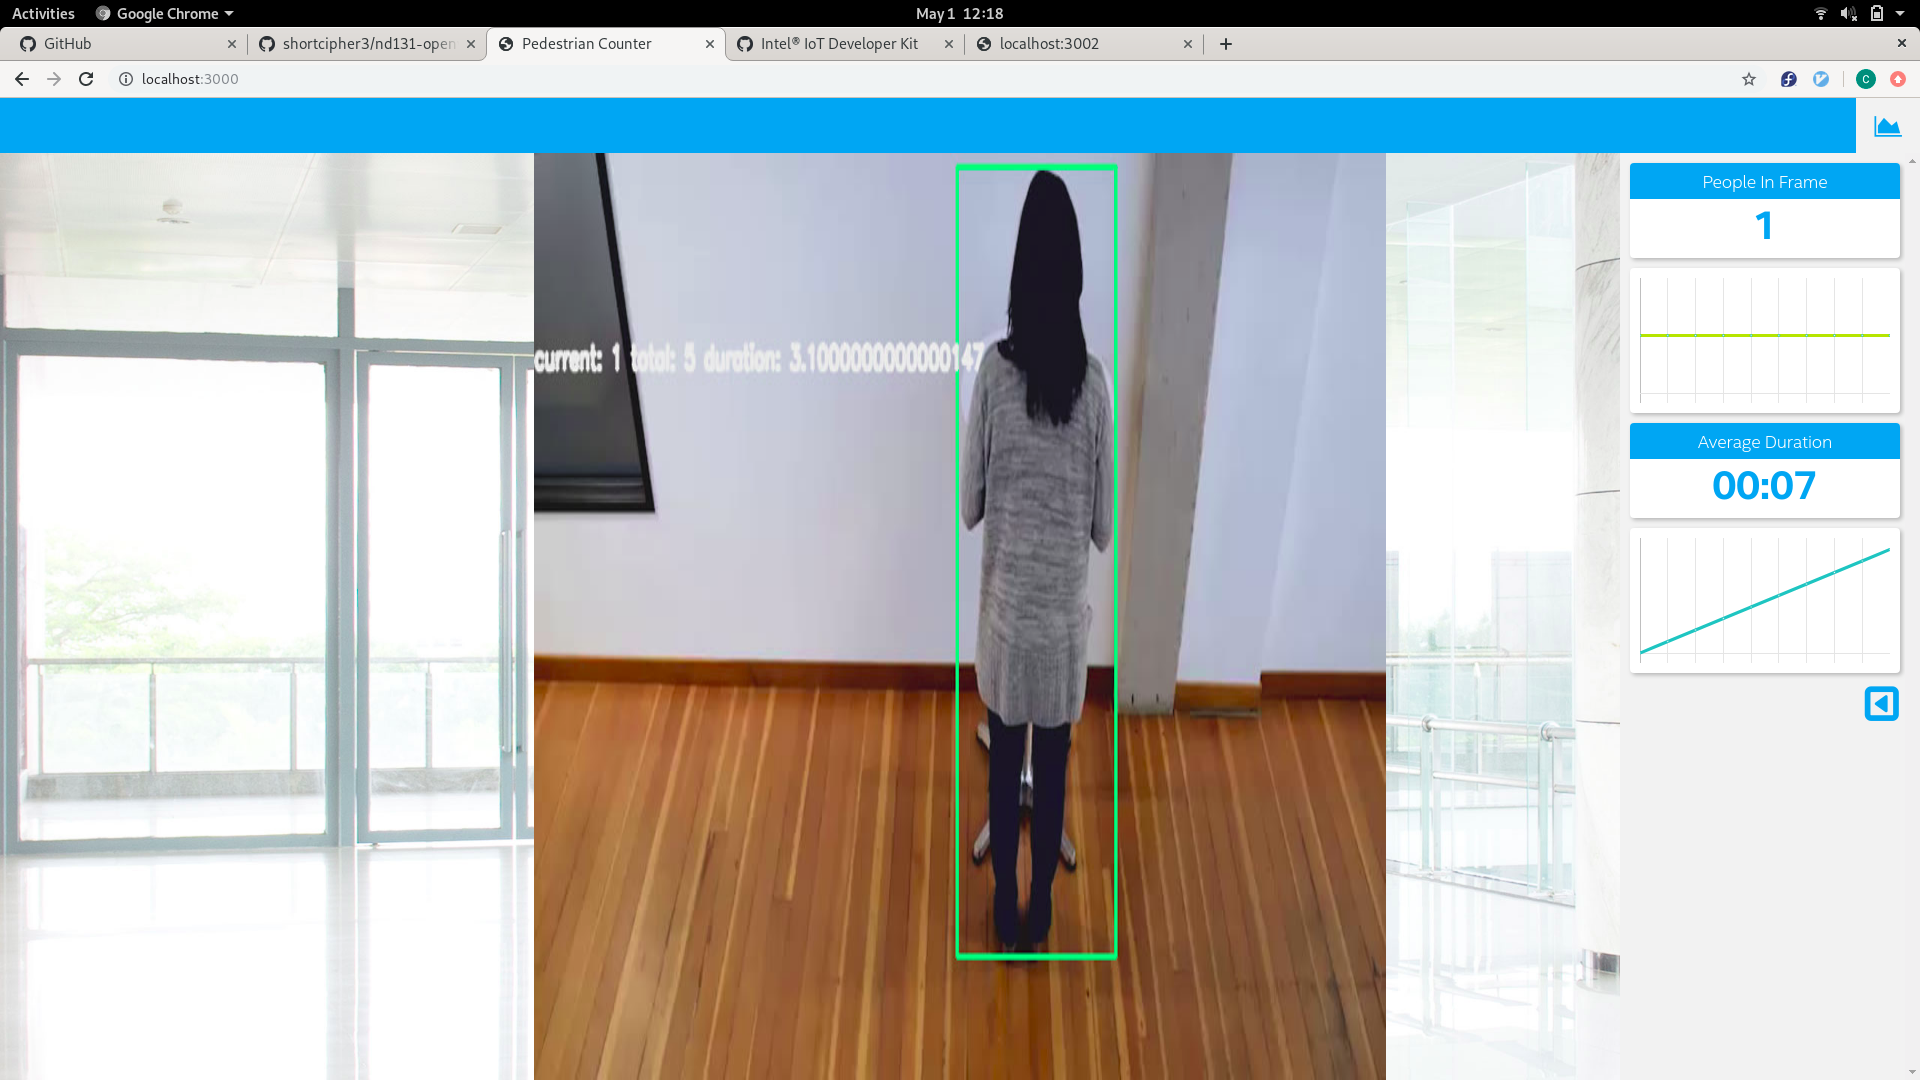 Activities Google Chrome May 1 12:18
GitHub shortcipher3/nd131-open Pedestrian Counter Intel® IoT Developer Kit localhost:3002
localhost:3000 C
People In Frame
1
current: 1 total: 5 duration: 3.1000000000000147
Average Duration
00:07